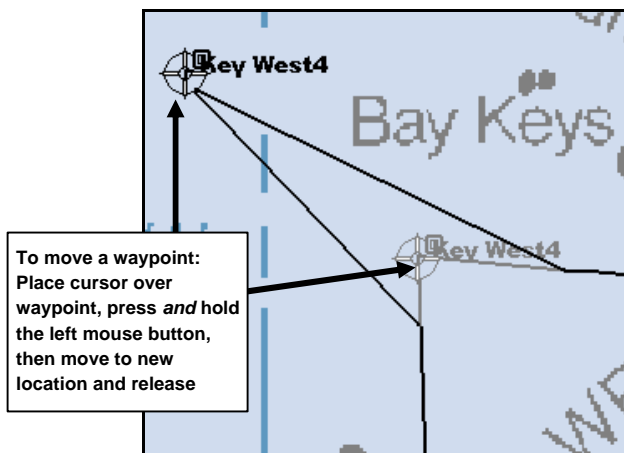 Key West4
Bay Keys
Key West4
To move a waypoint:
Place cursor over
waypoint, press and hold
the left mouse button,
then move to new
location and release